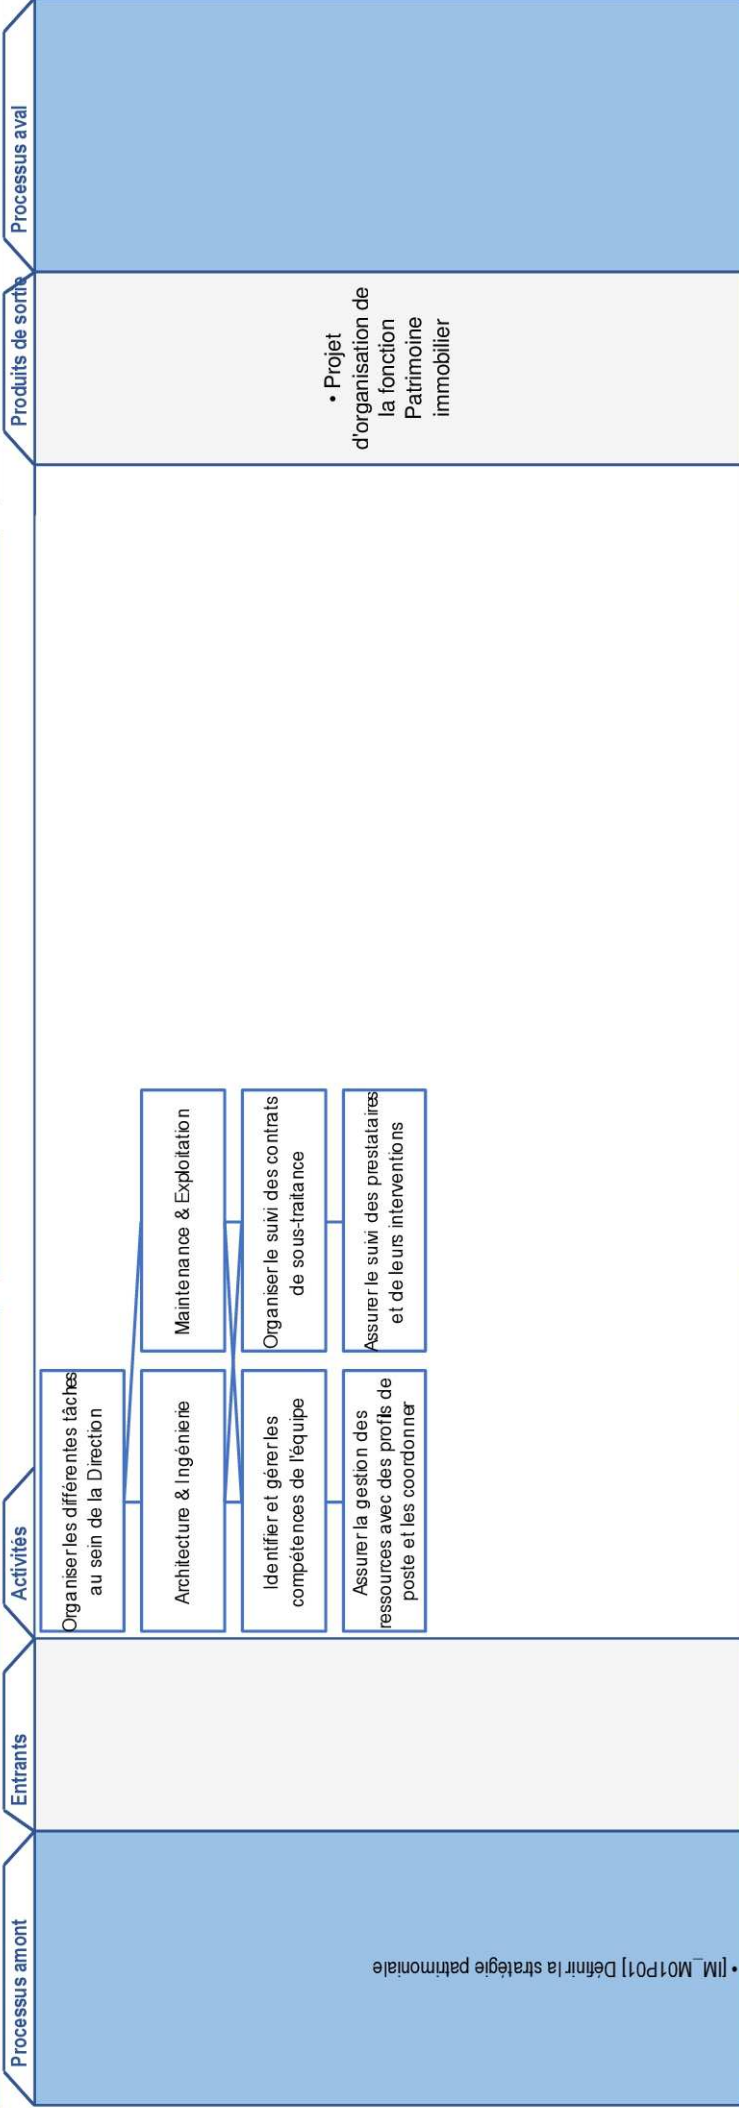 Processus amont
Entrants
Activités
Produits de sortie
Processus aval
• [IM_M01P01] Définir la stratégie patrimoniale
Organiser les différentes tâches
au sein de la Direction
Architecture & Ingénierie
Maintenance & Exploitation
Identifier et gérer les
compétences de l'équipe
Organiser le suivi des contrats
de sous-traitance
Assurer la gestion des
ressources avec des profils de
poste et les coordonner
Assurer le suivi des prestataires
et de leurs interventions
• Projet
d'organisation de
la fonction
Patrimoine
immobilier